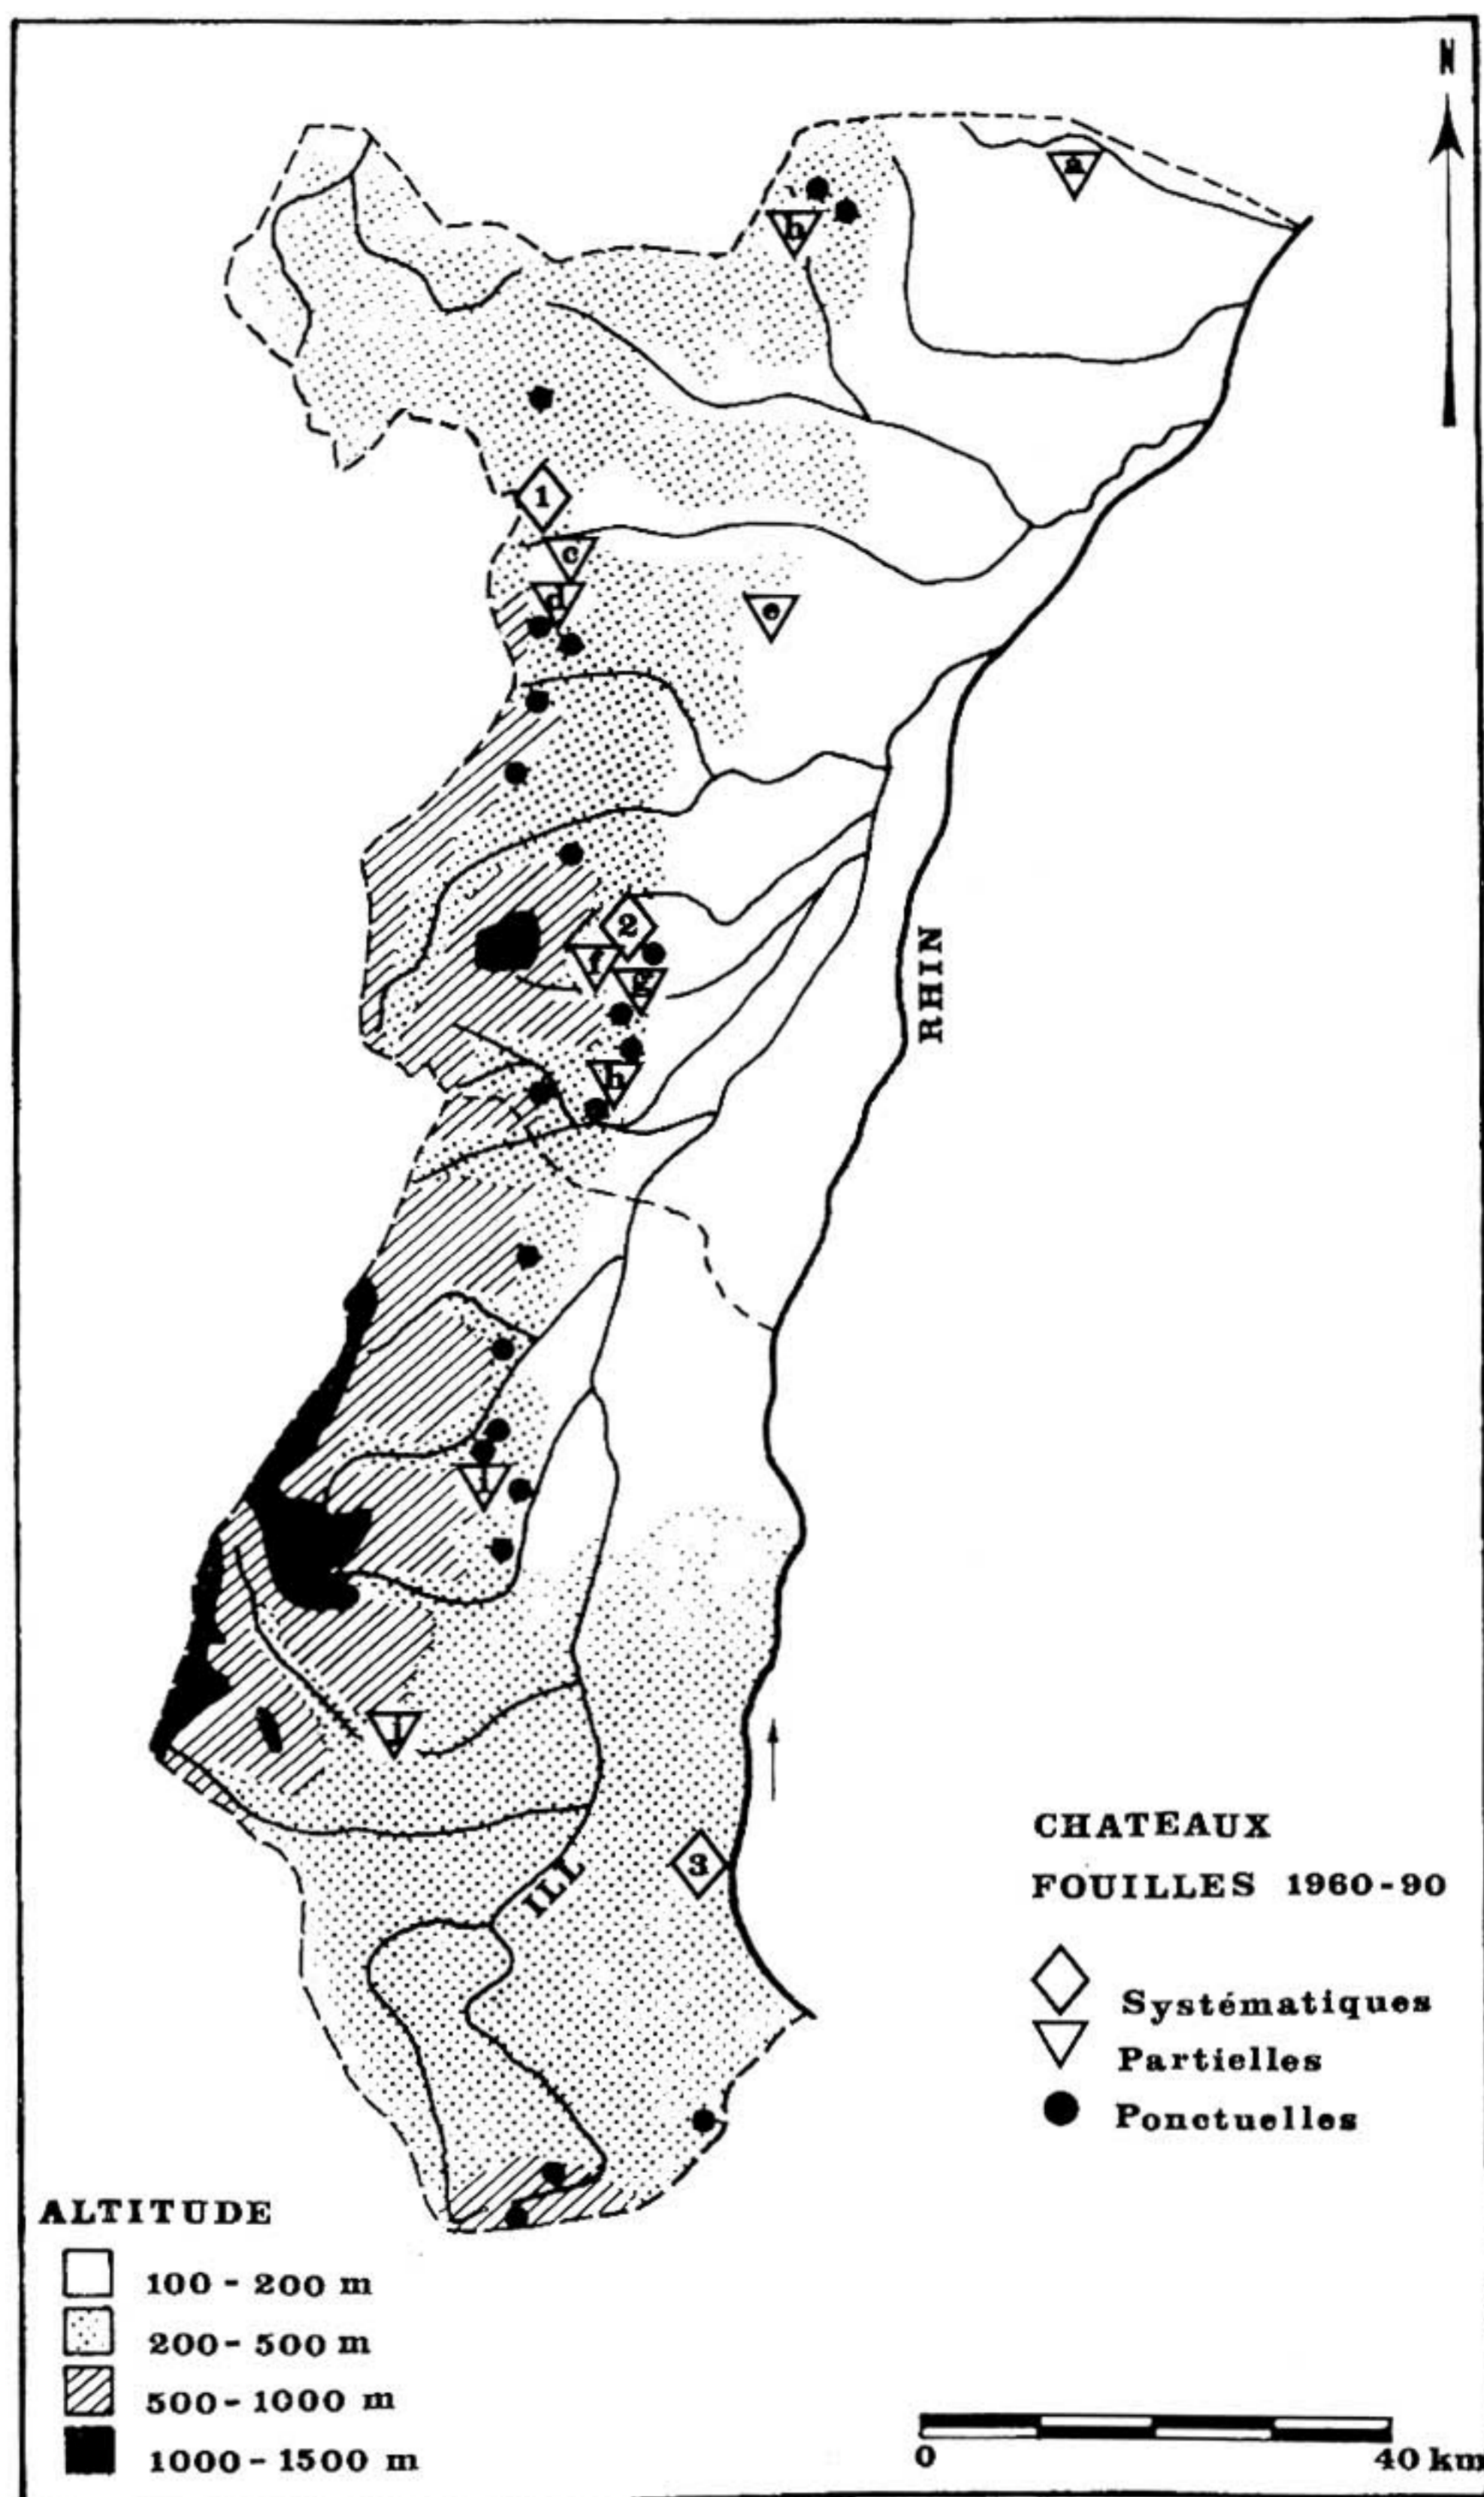 N
a
b
1
c
d
e
2
f
g
RHIN
h
i
j
3
ILL
CHATEAUX
FOUILLES 1960-90
Systématiques
Partielles
Ponctuelles
ALTITUDE
100 - 200 m
200 - 500 m
500 - 1000 m
1000 - 1500 m
0
40 km